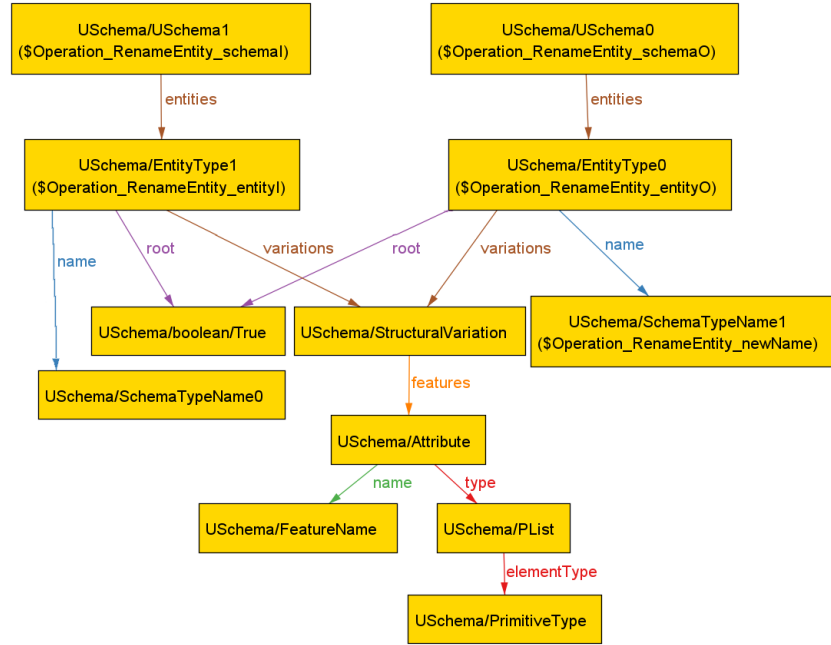 USchema/USchema1
($Operation_RenameEntity_schemaI)
USchema/USchema0
($Operation_RenameEntity_schemaO)
entities
entities
USchema/EntityType1
($Operation_RenameEntity_entityI)
USchema/EntityType0
($Operation_RenameEntity_entityO)
name
root
variations
root
variations
name
USchema/boolean/True
USchema/StructuralVariation
USchema/SchemaTypeName1
($Operation_RenameEntity_newName)
USchema/SchemaTypeName0
features
USchema/Attribute
name
type
USchema/FeatureName
USchema/PList
elementType
USchema/PrimitiveType